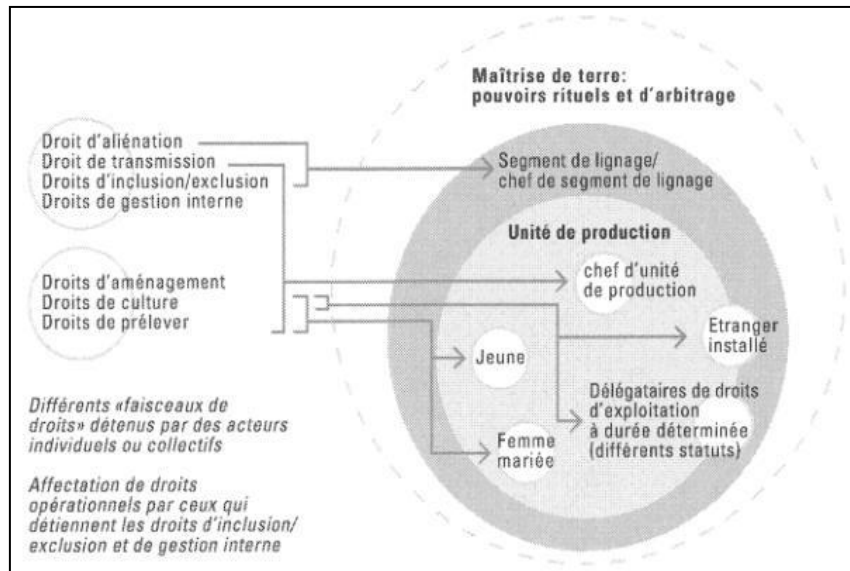 Maîtrise de terre:
pouvoirs rituels et d'arbitrage
Droit d'aliénation
Droit de transmission
Droits d'inclusion/exclusion
Droits de gestion interne
Segment de lignage/
chef de segment de lignage
Unité de production
Droits d'aménagement
Droits de culture
Droits de prélever
chef d'unité
de production
Etranger
installé
Jeune
Délégataires de droits
d'exploitation
à durée déterminée
(différents statuts)
Femme
mariée
Différents «faisceaux de
droits» détenus par des acteurs
individuels ou collectifs
Affectation de droits
opérationnels par ceux qui
détiennent les droits d'inclusion/
exclusion et de gestion interne